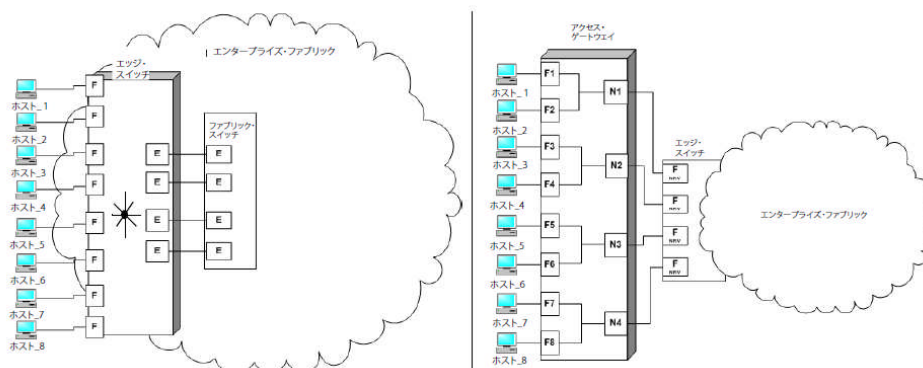 エンタープライズ・ファブリック
エッジ・
スイッチ
F
ホスト_1
F
ホスト_2
ファブリック・
スイッチ
F
E
E
ホスト_3
F
E
E
ホスト_4
F
E
E
ホスト_5
F
E
E
ホスト_6
F
ホスト_7
F
ホスト_8
アクセス・
ゲートウェイ
F1
ホスト_1
N1
F2
ホスト_2
F3
ホスト_3
N2
F4
ホスト_4
エッジ・
スイッチ
F
F
F
F
エンタープライズ・ファブリック
F5
ホスト_5
N3
F6
ホスト_6
F7
ホスト_7
N4
F8
ホスト_8